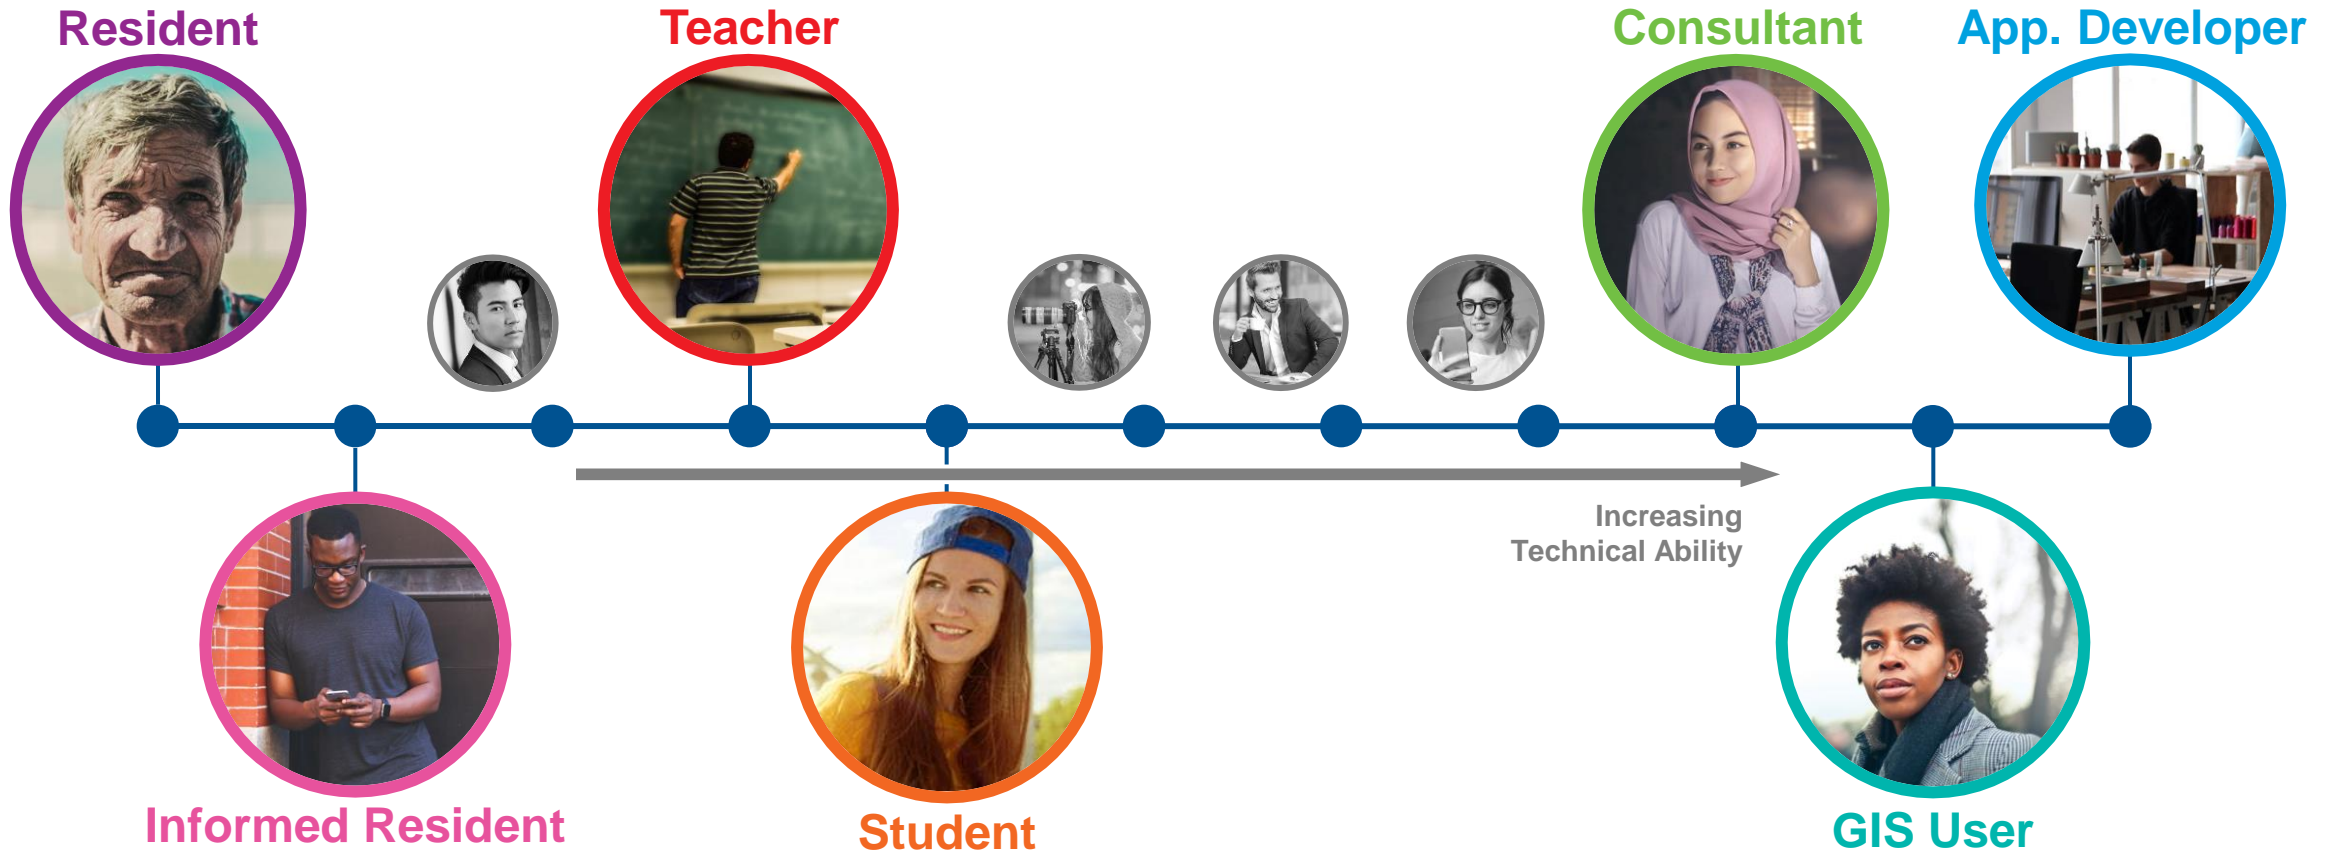 Resident
Teacher
Consultant
App. Developer
Increasing
Technical Ability
Informed Resident
Student
GIS User